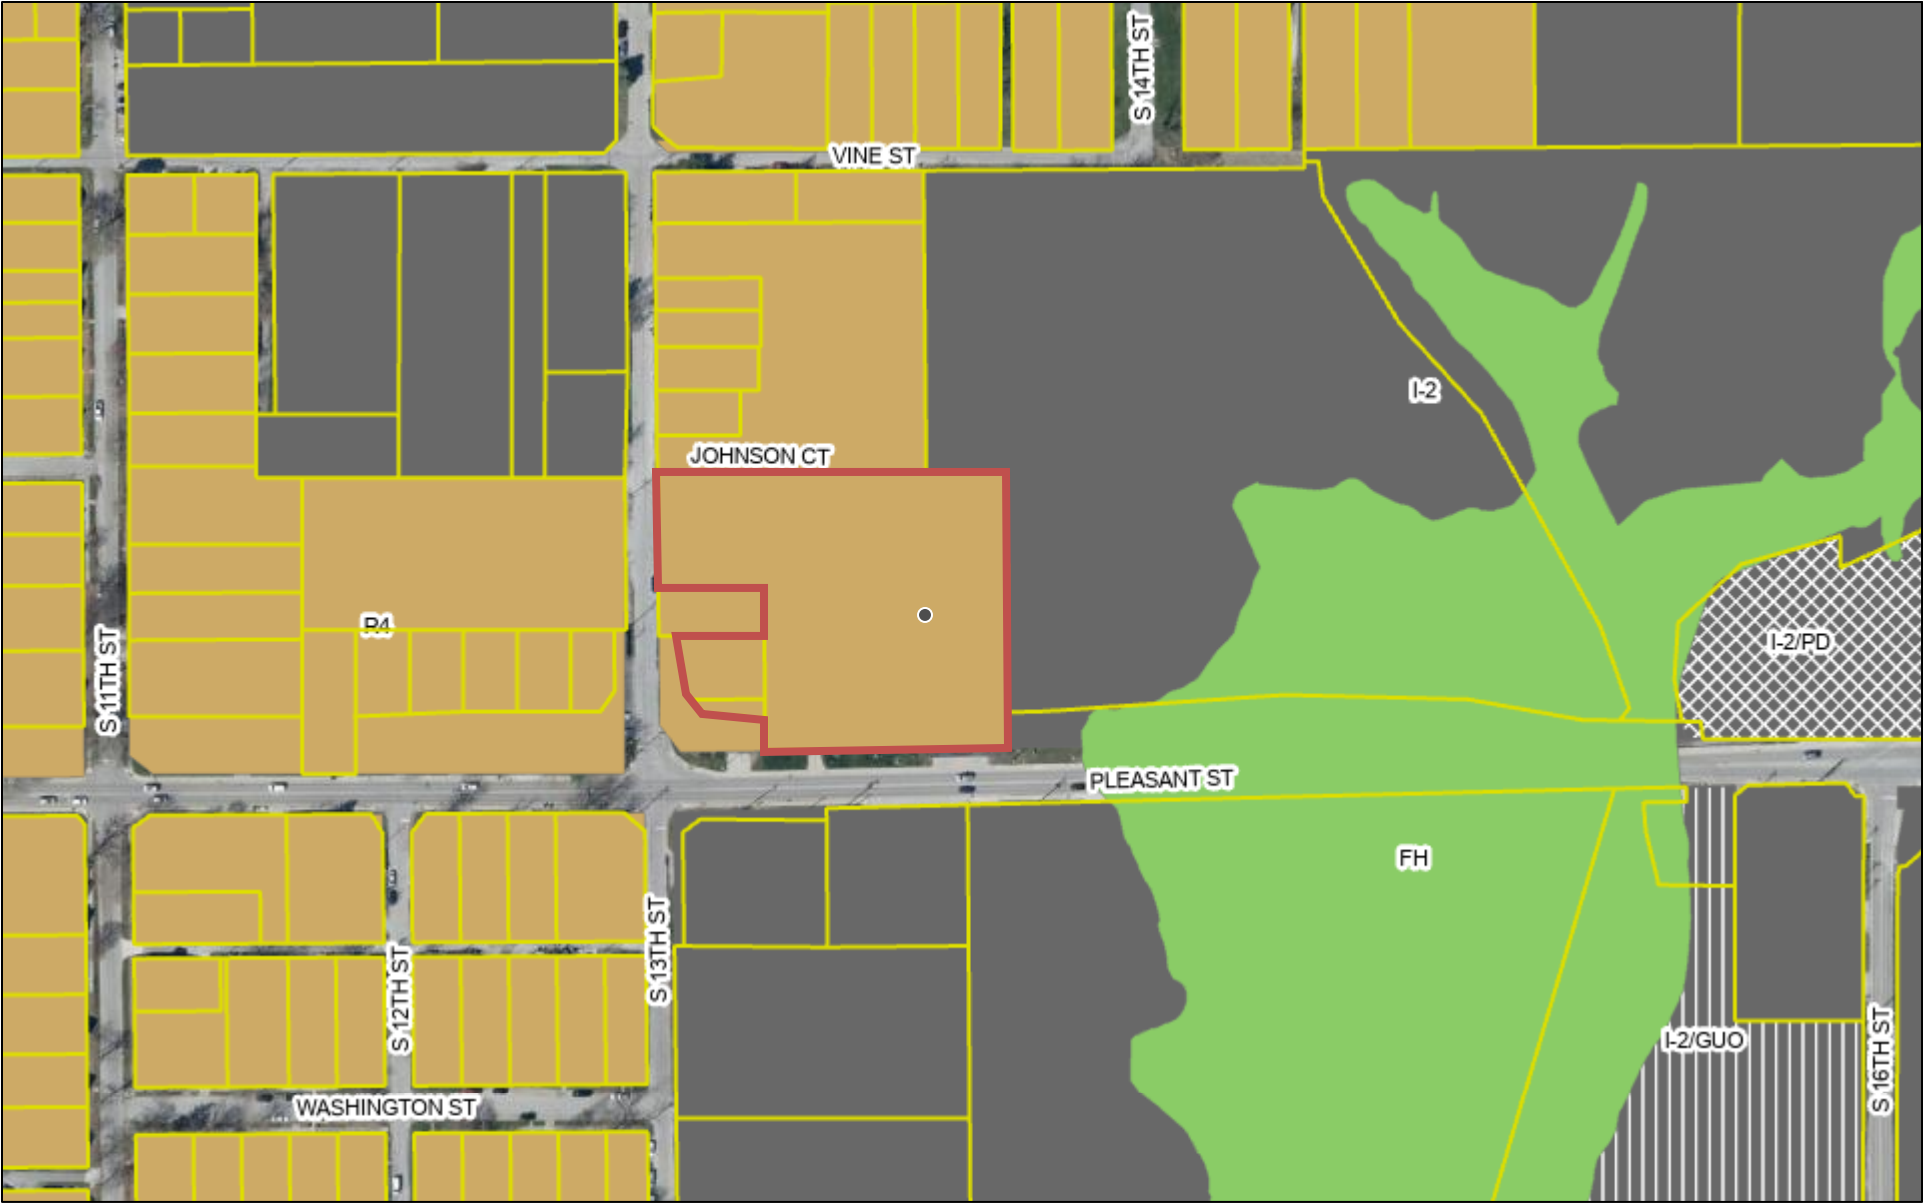 S 14TH ST
VINE ST
I-2
JOHNSON CT
R4
I-2/PD
S 11TH ST
PLEASANT ST
FH
S 13TH ST
S 12TH ST
I-2/GUO
S 16TH ST
WASHINGTON ST